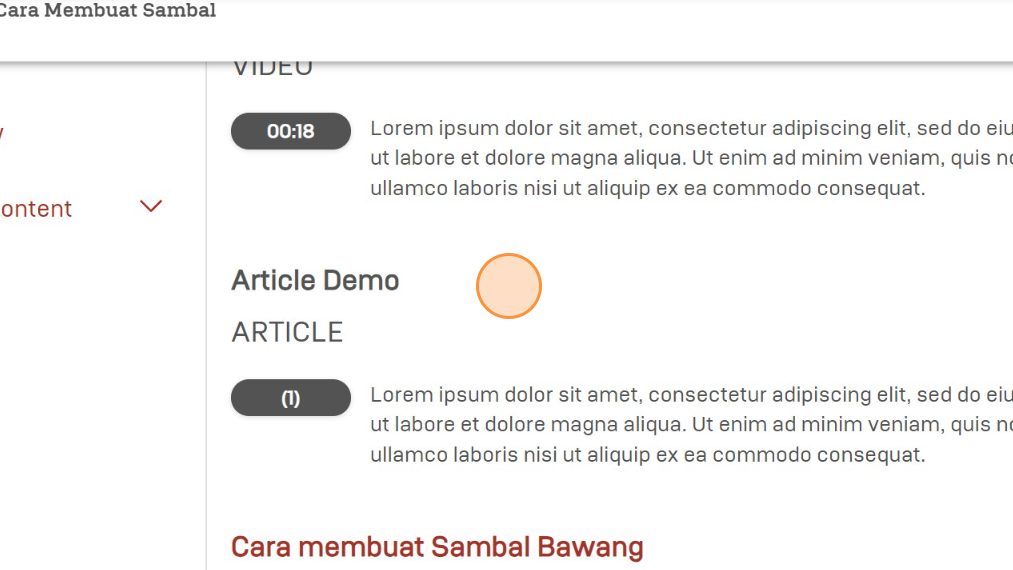 Cara Membuat Sambal
VIDEO
00:18
Lorem ipsum dolor sit amet, consectetur adipiscing elit, sed do
ut labore et dolore magna aliqua. Ut enim ad minim veniam, quis
ullamco laboris nisi ut aliquip ex ea commodo consequat.
ontent
Article Demo
ARTICLE
(1)
Lorem ipsum dolor sit amet, consectetur adipiscing elit, sed do
ut labore et dolore magna aliqua. Ut enim ad minim veniam, quis
ullamco laboris nisi ut aliquip ex ea commodo consequat.
Cara membuat Sambal Bawang